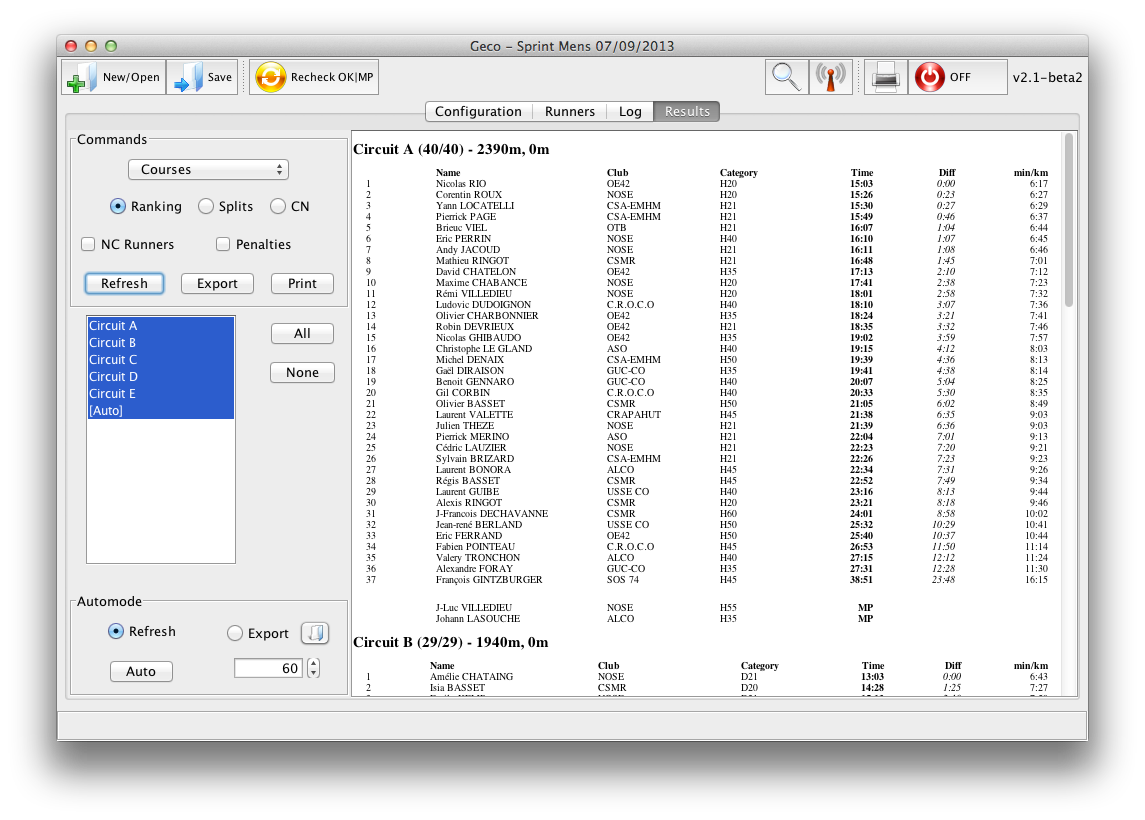 Geco – Sprint Mens 07/09/2013
New/Open Save Recheck OK|MP OFF v2.1-beta2
Configuration Runners Log Results
Commands
Courses
Ranking Splits CN
NC Runners Penalties
Refresh Export Print
Circuit A
Circuit B
Circuit C
Circuit D
Circuit E
[Auto]
All
None
Automode
Refresh Export
Auto 60
Circuit A (40/40) - 2390m, 0m
Name Club Category Time Diff min/km
1 Nicolas RIO OE42 H20 15:03 0:00 6:17
2 Corentin ROUX NOSE H20 15:26 0:23 6:27
3 Yann LOCATELLI CSA-EMHM H21 15:30 0:27 6:29
4 Pierrick PAGE CSA-EMHM H21 15:49 0:46 6:37
5 Brieuc VIEL OTB H21 16:07 1:04 6:44
6 Eric PERRIN NOSE H40 16:10 1:07 6:45
7 Andy JACOUD NOSE H21 16:11 1:08 6:46
8 Mathieu RINGOT CSMR H21 16:48 1:45 7:01
9 David CHATELON OE42 H35 17:13 2:10 7:12
10 Maxime CHABANCE NOSE H20 17:41 2:38 7:23
11 Rémi VILLEDIEU NOSE H20 18:01 2:58 7:32
12 Ludovic DUDOIGNON C.R.O.C.O H40 18:10 3:07 7:36
13 Olivier CHARBONNIER OE42 H35 18:24 3:21 7:41
14 Robin DEVRIEUX OE42 H21 18:35 3:32 7:46
15 Nicolas GHIBAUDO OE42 H35 19:02 3:59 7:57
16 Christophe LE GLAND ASO H40 19:15 4:12 8:03
17 Michel DENAIX CSA-EMHM H50 19:39 4:36 8:13
18 Gaël DIRAISON GUC-CO H35 19:41 4:38 8:14
19 Benoit GENNARO GUC-CO H40 20:07 5:04 8:25
20 Gil CORBIN C.R.O.C.O H40 20:33 5:30 8:35
21 Olivier BASSET CSMR H50 21:05 6:02 8:49
22 Laurent VALETTE CRAPAHUT H45 21:38 6:35 9:03
23 Julien THEZE NOSE H21 21:39 6:36 9:03
24 Pierrick MERINO ASO H21 22:04 7:01 9:13
25 Cédric LAUZIER NOSE H21 22:23 7:20 9:21
26 Sylvain BRIZARD CSA-EMHM H21 22:26 7:23 9:23
27 Laurent BONORA ALCO H45 22:34 7:31 9:26
28 Régis BASSET CSMR H45 22:52 7:49 9:34
29 Laurent GUIBE USSE CO H40 23:16 8:13 9:44
30 Alexis RINGOT CSMR H20 23:21 8:18 9:46
31 J-Francois DECHAVANNE CSMR H60 24:01 8:58 10:02
32 Jean-rené BERLAND USSE CO H50 25:32 10:29 10:41
33 Eric FERRAND OE42 H50 25:40 10:37 10:44
34 Fabien POINTEAU C.R.O.C.O H45 26:53 11:50 11:14
35 Valery TRONCHON ALCO H40 27:15 12:12 11:24
36 Alexandre FORAY GUC-CO H35 27:31 12:28 11:30
37 François GINTZBURGER SOS 74 H45 38:51 23:48 16:15
J-Luc VILLEDIEU NOSE H55 MP
Johann LASOUCHE ALCO H35 MP
Circuit B (29/29) - 1940m, 0m
Name Club Category Time Diff min/km
1 Amélie CHATAING NOSE D21 13:03 0:00 6:43
2 Isia BASSET CSMR D20 14:28 1:25 7:27